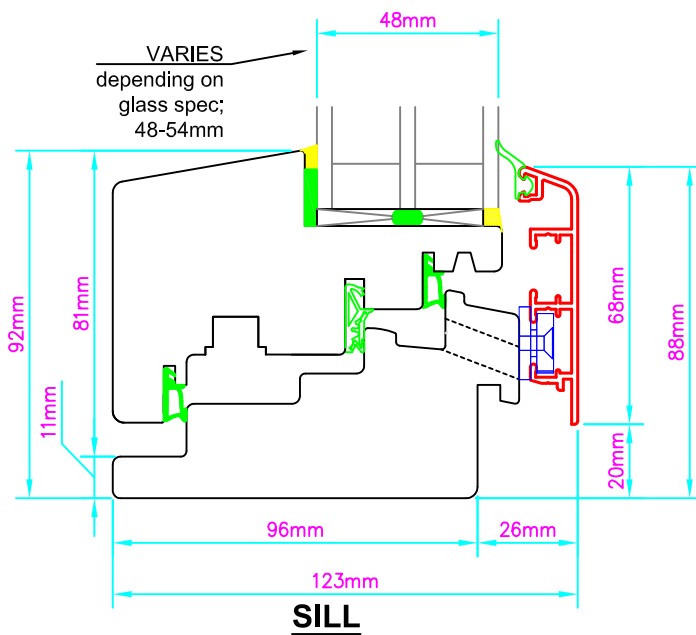 48mm
VARIES
depending on
glass spec;
48-54mm
92mm
81mm
11mm
68mm
88mm
20mm
96mm
26mm
123mm
SILL